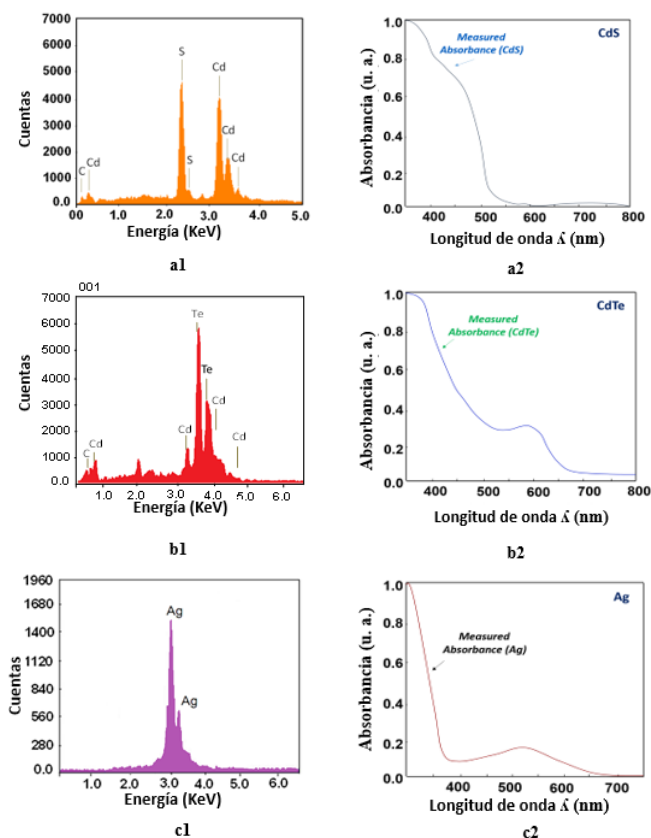 7000
6000
5000
4000
3000
2000
1000
0.0
Cuentas
C
Cd
S
S
Cd
Cd
Cd
00 1.0 2.0 3.0 4.0 5.0
Energía (KeV)
a1
1.0
0.8
0.6
0.4
0.2
0.0
Absorbancia (u. a.)
CdS
Measured
Absorbance (CdS)
400 500 600 700 800
Longitud de onda ʎ (nm)
a2
001
7000
6000
5000
4000
3000
2000
1000
0.0
Cuentas
C
Cd
Cd
Te
Te
Cd
Cd
1.0 2.0 3.0 4.0 5.0 6.0
Energía (KeV)
b1
1.0
0.8
0.6
0.4
0.2
0.0
Absorbancia (u. a.)
CdTe
Measured
Absorbance (CdTe)
400 500 600 700 800
Longitud de onda ʎ (nm)
b2
1960
1680
1400
1120
840
560
280
0.0
Cuentas
Ag
Ag
1.0 2.0 3.0 4.0 5.0 6.0
Energía (KeV)
c1
1.0
0.8
0.6
0.4
0.2
0.0
Absorbancia (u. a.)
Ag
Measured
Absorbance (Ag)
400 500 600 700
Longitud de onda ʎ (nm)
c2